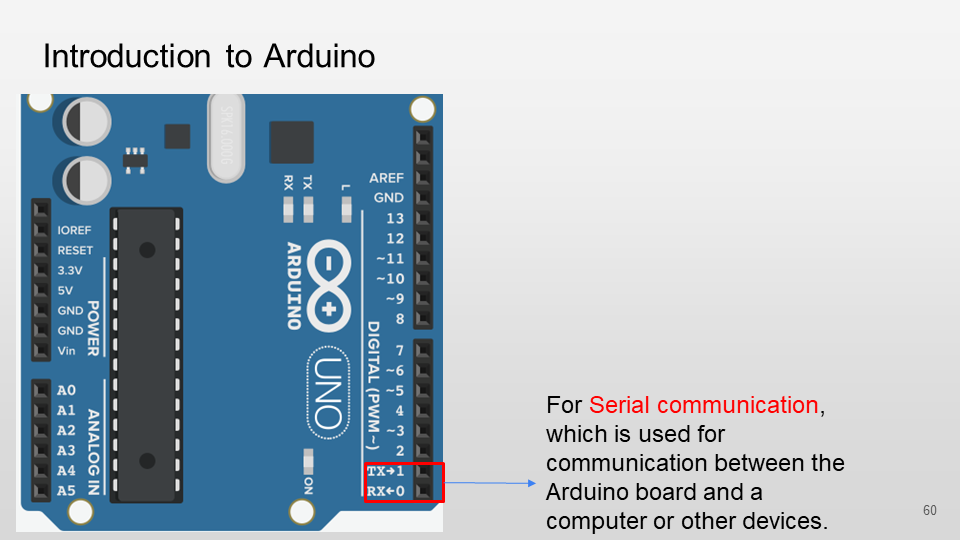 Introduction to Arduino
SPK16.000G
RX
TX
L
AREF
GND
13
12
~11
~10
~9
8
7
~6
~5
4
~3
2
TX→1
RX←0
DIGITAL (PWM~)
ARDUINO
UNO
ON
IOREF
RESET
3.3V
5V
GND
GND
Vin
POWER
A0
A1
A2
A3
A4
A5
ANALOG IN
For Serial communication,
which is used for
communication between the
Arduino board and a
computer or other devices.
60